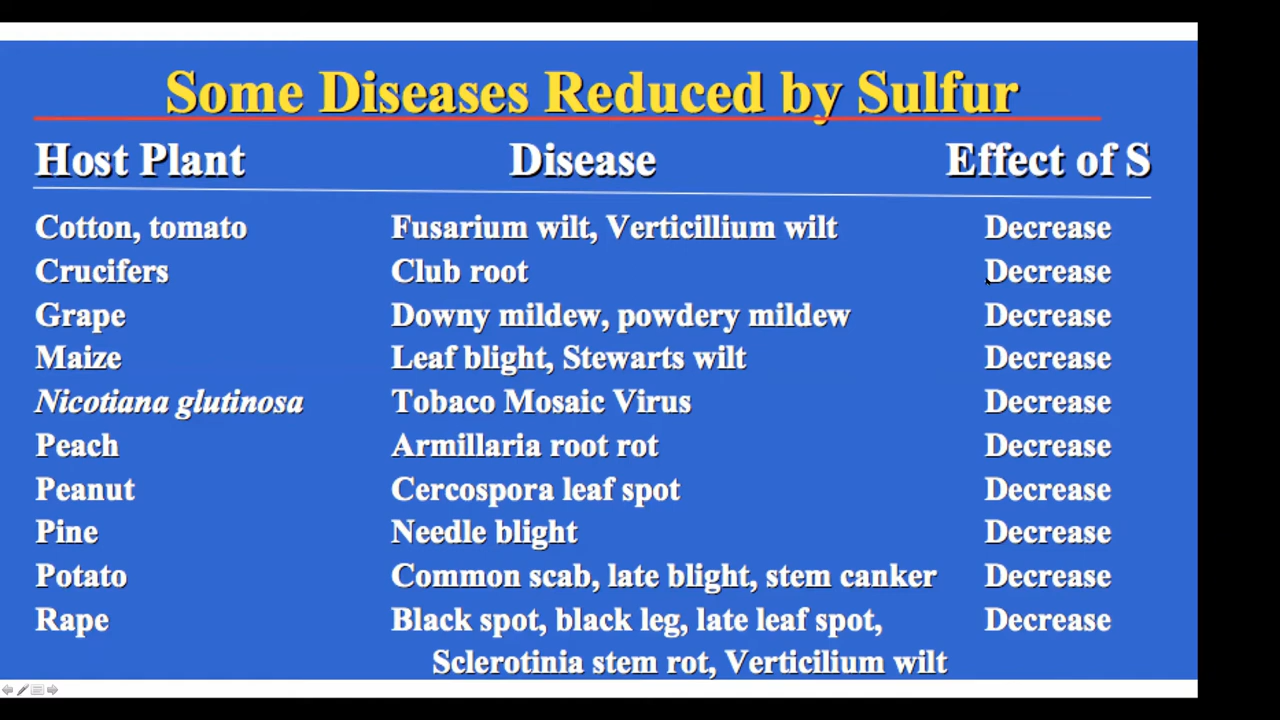 Some Diseases Reduced by Sulfur
Host Plant Disease Effect of S
Cotton, tomato Fusarium wilt, Verticillium wilt Decrease
Crucifers Club root Decrease
Grape Downy mildew, powdery mildew Decrease
Maize Leaf blight, Stewarts wilt Decrease
Nicotiana glutinosa Tobaco Mosaic Virus Decrease
Peach Armillaria root rot Decrease
Peanut Cercospora leaf spot Decrease
Pine Needle blight Decrease
Potato Common scab, late blight, stem canker Decrease
Rape Black spot, black leg, late leaf spot, Decrease
Sclerotinia stem rot, Verticilium wilt